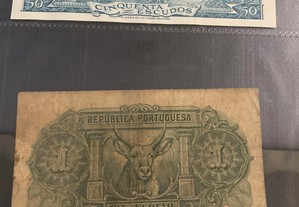 50 CINQUENTA 50
ESCUDOS
REPUBLICA PORTUGUESA
1 1